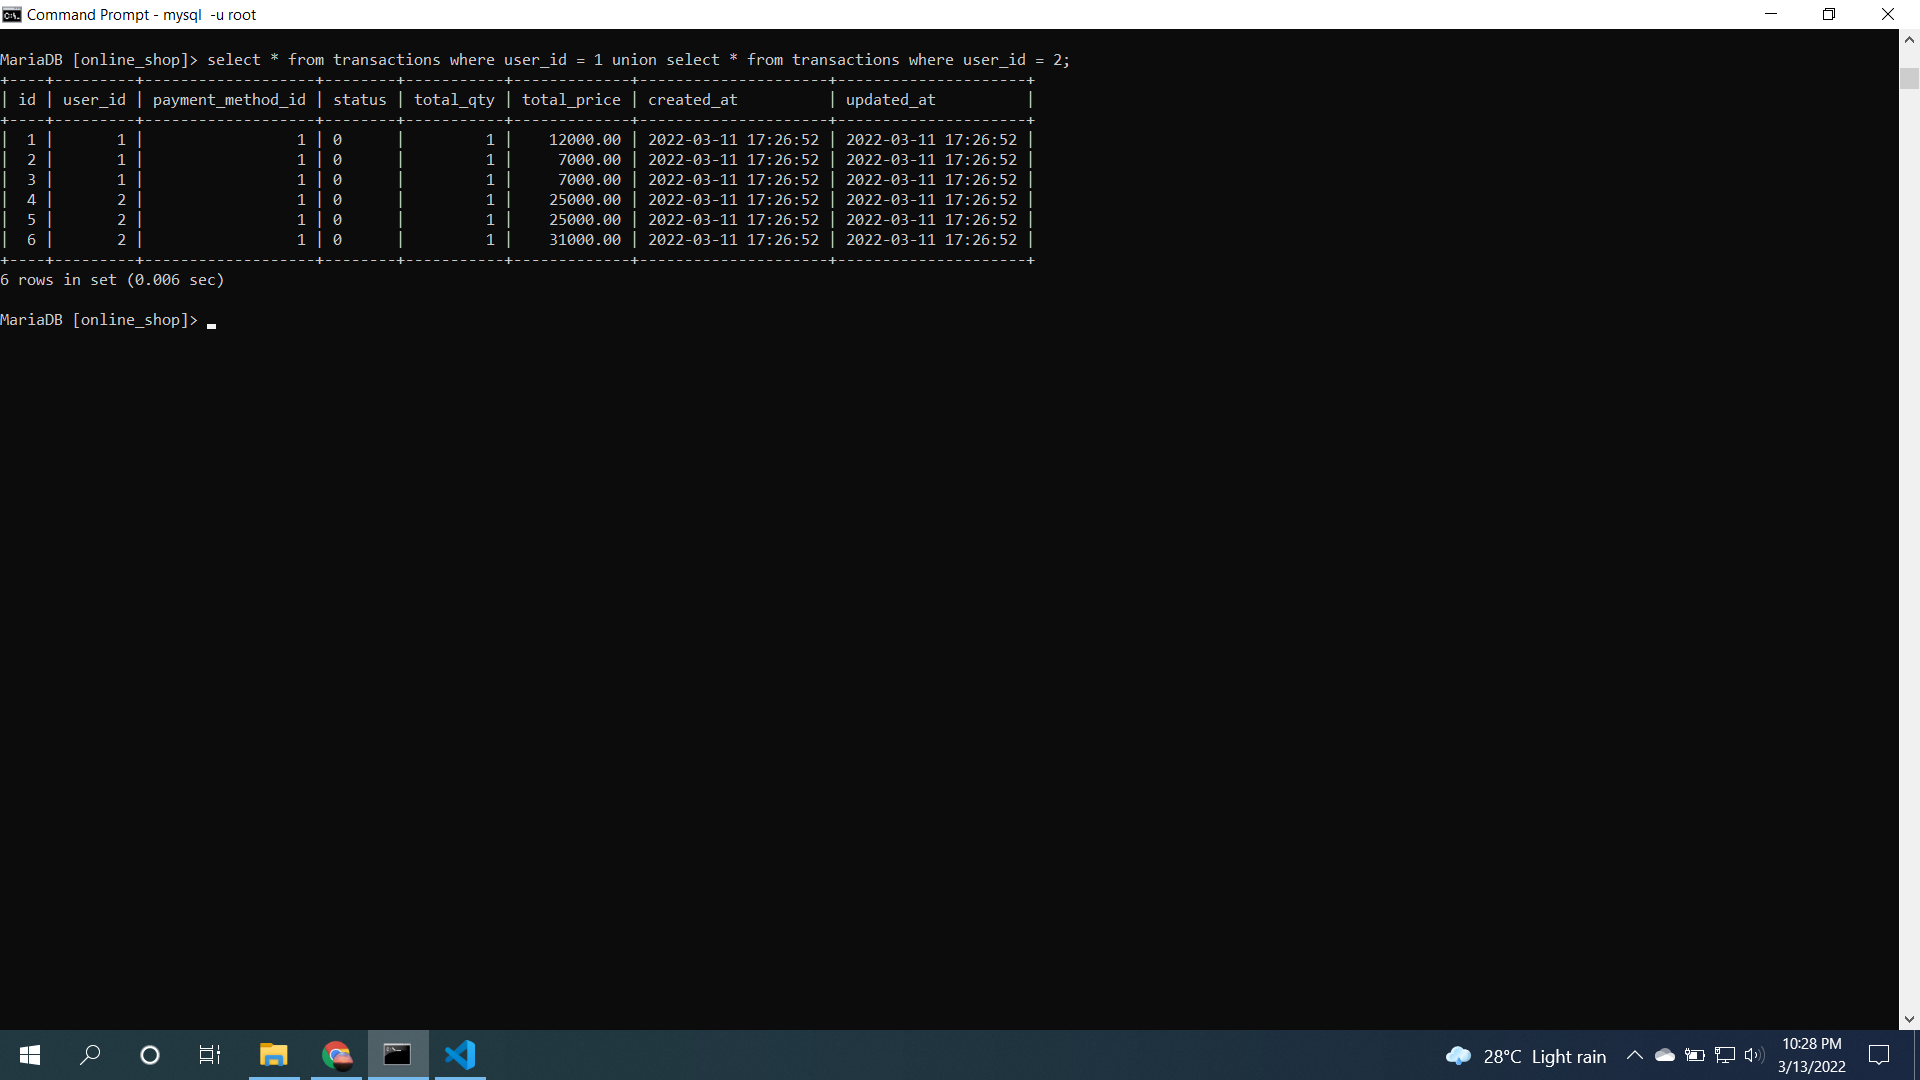 Command Prompt - mysql  -u root
MariaDB [online_shop]> select * from transactions where user_id = 1 union select * from transactions where user_id = 2;
+----+---------+-------------------+--------+-----------+-------------+---------------------+---------------------+
| id | user_id | payment_method_id | status | total_qty | total_price | created_at          | updated_at          |
+----+---------+-------------------+--------+-----------+-------------+---------------------+---------------------+
|  1 |       1 |                 1 | 0      |         1 |    12000.00 | 2022-03-11 17:26:52 | 2022-03-11 17:26:52 |
|  2 |       1 |                 1 | 0      |         1 |     7000.00 | 2022-03-11 17:26:52 | 2022-03-11 17:26:52 |
|  3 |       1 |                 1 | 0      |         1 |     7000.00 | 2022-03-11 17:26:52 | 2022-03-11 17:26:52 |
|  4 |       2 |                 1 | 0      |         1 |    25000.00 | 2022-03-11 17:26:52 | 2022-03-11 17:26:52 |
|  5 |       2 |                 1 | 0      |         1 |    25000.00 | 2022-03-11 17:26:52 | 2022-03-11 17:26:52 |
|  6 |       2 |                 1 | 0      |         1 |    31000.00 | 2022-03-11 17:26:52 | 2022-03-11 17:26:52 |
+----+---------+-------------------+--------+-----------+-------------+---------------------+---------------------+
6 rows in set (0.006 sec)
MariaDB [online_shop]>
28°C  Light rain
10:28 PM
3/13/2022